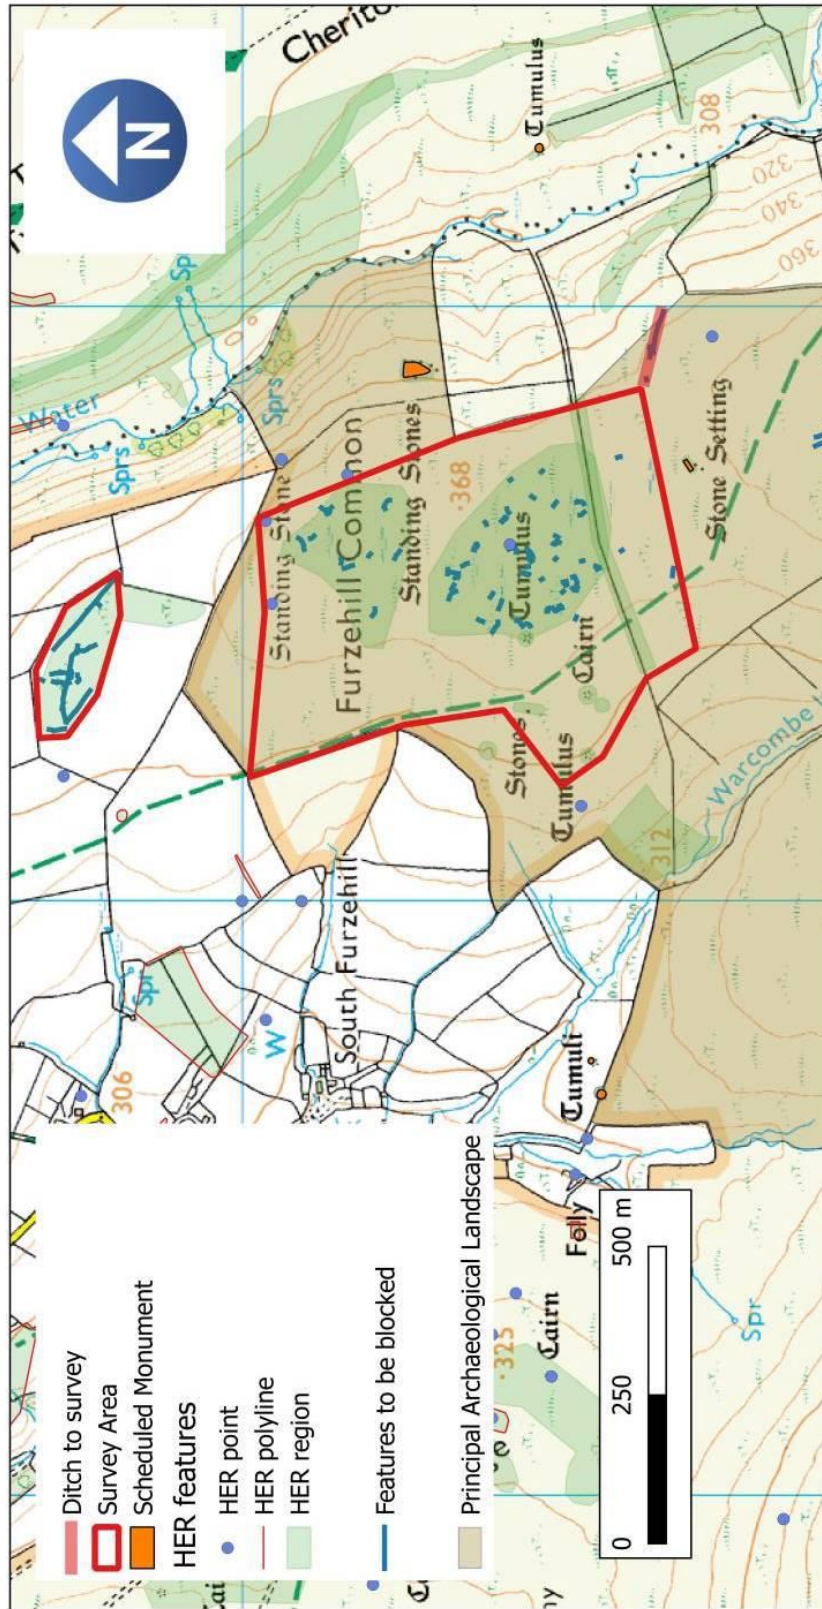 Ditch to survey
Survey Area
Scheduled Monument
HER features
HER point
HER polyline
HER region
Features to be blocked
Principal Archaeological Landscape
N
0
250
500 m
306
Spr
W
South Furzehill
Water
Sprs
Sprs
Standing Stone
Furzehill Common
Standing Stones
·368
Tumulus
Cairn
Stones
Tumulus
312
Warcombe
Stone Setting
Tumulus
308
320
340
360
Tumuli
Folly
·325
Cairn
Spr